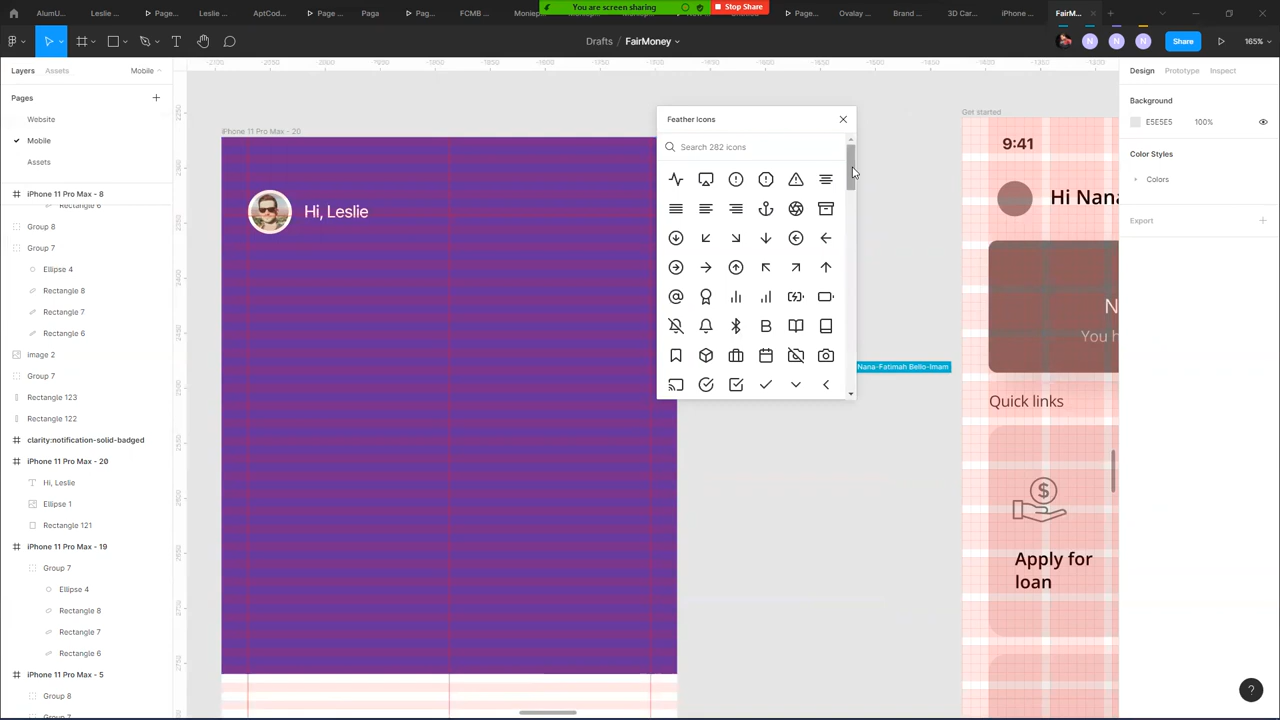 AlumU...
Page...
Leslie
AptCod...
Page ...
Paga
Pag...
FCMB ...
Moniep...
You are screen sharing
Stop Share
Page...
Ovalay ...
Brand ...
3D Car...
iPhone ...
FairM...
Drafts / FairMoney
N
N
N
Share
165%
Layers
Assets
Mobile
Pages
Website
Mobile
Assets
iPhone 11 Pro Max - 8
Rectangle 6
Group 8
Group 7
Ellipse 4
Rectangle 8
Rectangle 7
Rectangle 6
image 2
Group 7
Rectangle 123
Rectangle 122
clarity:notification-solid-badged
iPhone 11 Pro Max - 20
Hi, Leslie
Ellipse 1
Rectangle 121
iPhone 11 Pro Max - 19
Group 7
Ellipse 4
Rectangle 8
Rectangle 7
Rectangle 6
iPhone 11 Pro Max - 5
Group 8
Group 7
iPhone 11 Pro Max - 20
Hi, Leslie
Feather Icons
Search 282 icons
Nana-Fatimah Bello-Imam
Get started
9:41
Hi Nana
N
You h
Quick links
Apply for
loan
Design
Prototype
Inspect
Background
E5E5E5
100%
Color Styles
Colors
Export
?